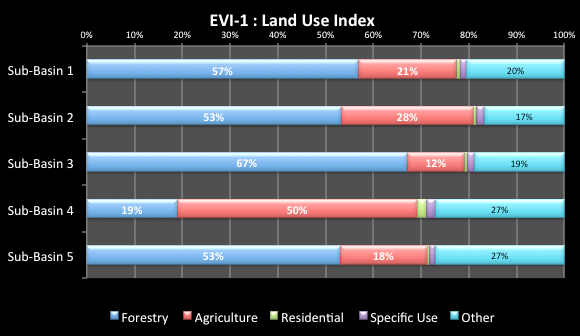 EVI-1 : Land Use Index
0% 10% 20% 30% 40% 50% 60% 70% 80% 90% 100%
Sub-Basin 1 57% 21% 20%
Sub-Basin 2 53% 28% 17%
Sub-Basin 3 67% 12% 19%
Sub-Basin 4 19% 50% 27%
Sub-Basin 5 53% 18% 27%
Forestry Agriculture Residential Specific Use Other